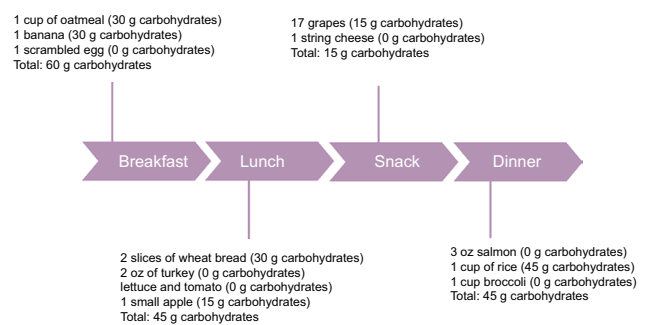 1 cup of oatmeal (30 g carbohydrates)
1 banana (30 g carbohydrates)
1 scrambled egg (0 g carbohydrates)
Total: 60 g carbohydrates
17 grapes (15 g carbohydrates)
1 string cheese (0 g carbohydrates)
Total: 15 g carbohydrates
Breakfast
Lunch
Snack
Dinner
2 slices of wheat bread (30 g carbohydrates)
2 oz of turkey (0 g carbohydrates)
lettuce and tomato (0 g carbohydrates)
1 small apple (15 g carbohydrates)
Total: 45 g carbohydrates
3 oz salmon (0 g carbohydrates)
1 cup of rice (45 g carbohydrates)
1 cup broccoli (0 g carbohydrates)
Total: 45 g carbohydrates